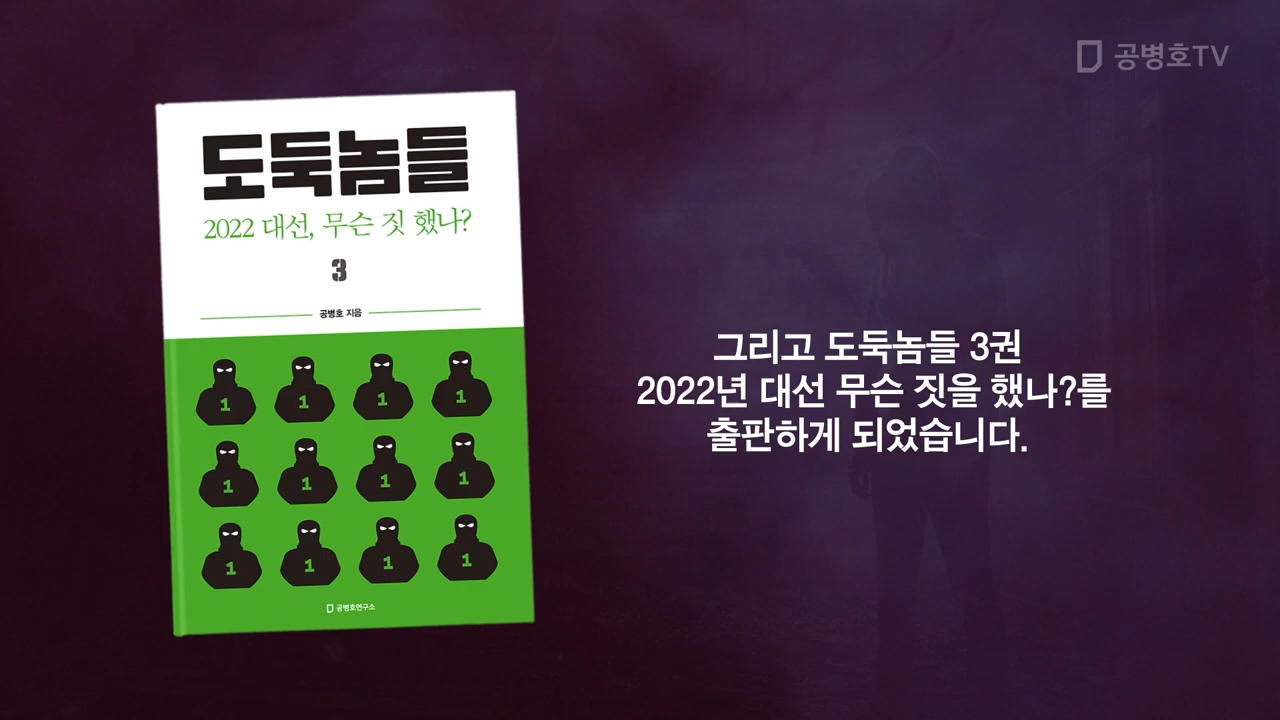 공병호TV
도둑놈들
2022 대선, 무슨 짓 했나?
3
공병호 지음
1 1 1 1
1 1 1 1
1 1 1 1
공병호연구소
그리고 도둑놈들 3권
2022년 대선 무슨 짓을 했나?를
출판하게 되었습니다.